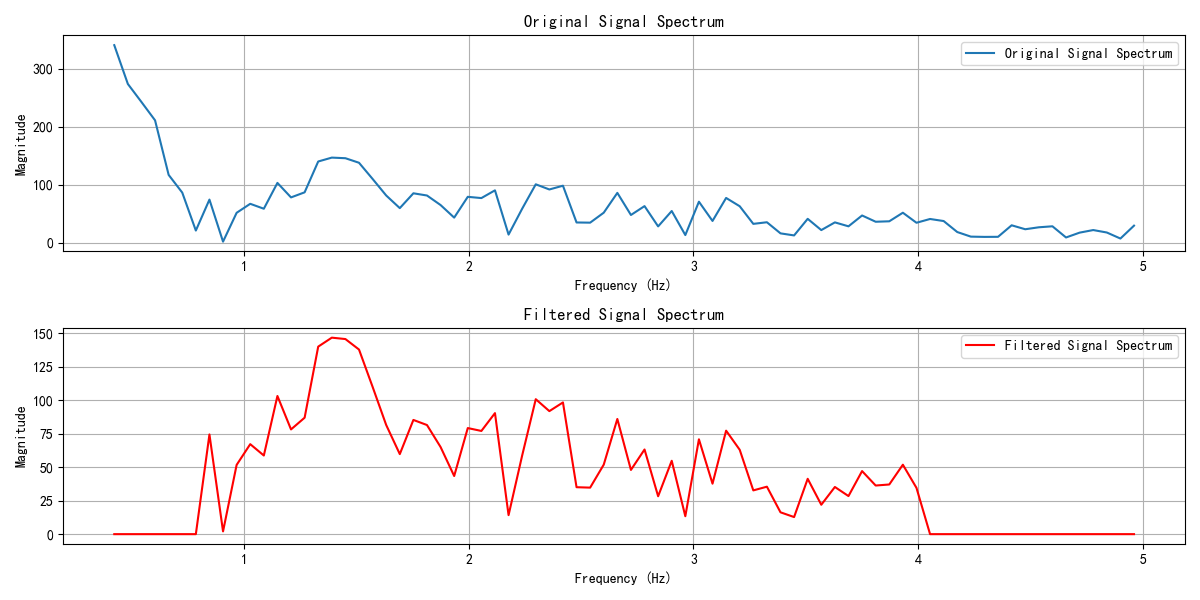 Original Signal Spectrum
Original Signal Spectrum
Magnitude
300
200
100
0
1 2 3 4 5
Frequency (Hz)
Filtered Signal Spectrum
Filtered Signal Spectrum
Magnitude
150
125
100
75
50
25
0
1 2 3 4 5
Frequency (Hz)